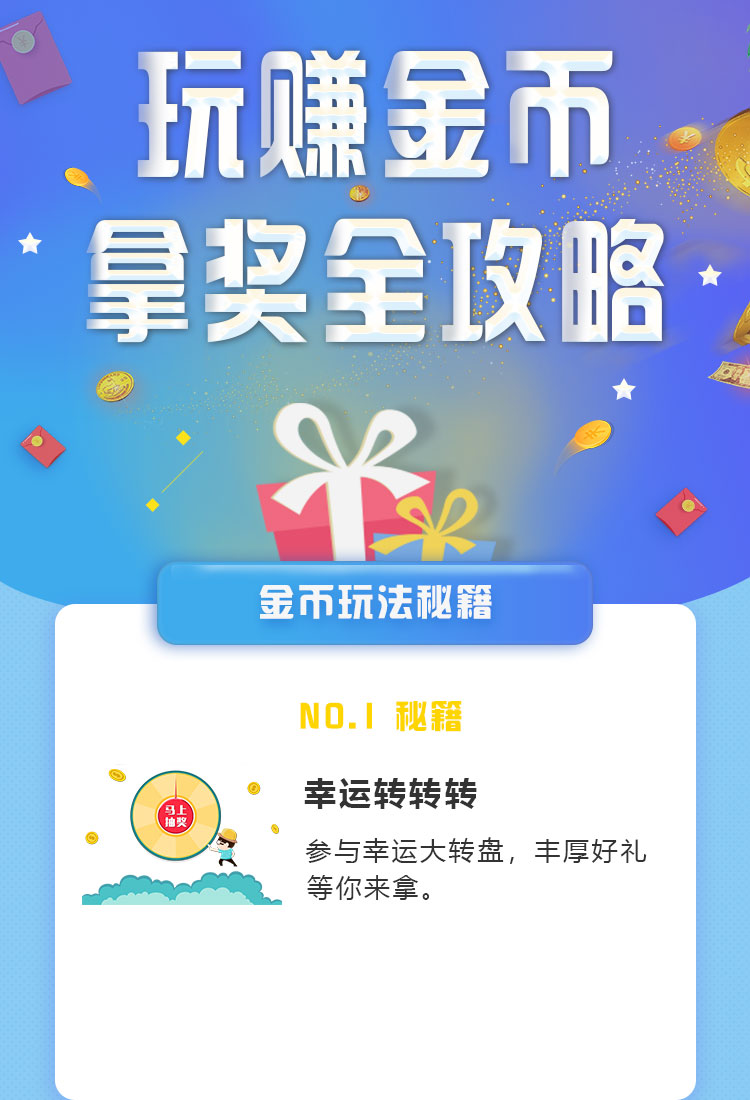 玩赚金币
拿奖全攻略
金币玩法秘籍
NO.1 秘籍
马上
抽奖
幸运转转转
参与幸运大转盘，丰厚好礼
等你来拿。